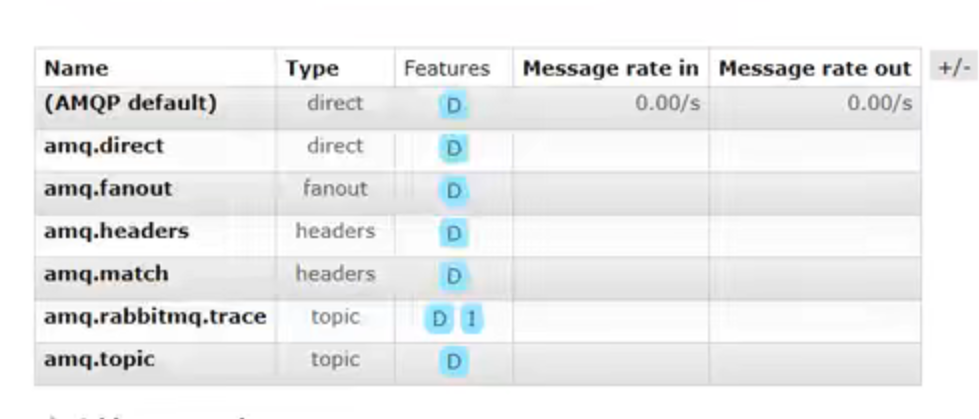 Name Type Features Message rate in Message rate out +/-
(AMQP default) direct D 0.00/s 0.00/s
amq.direct direct D
amq.fanout fanout D
amq.headers headers D
amq.match headers D
amq.rabbitmq.trace topic D I
amq.topic topic D